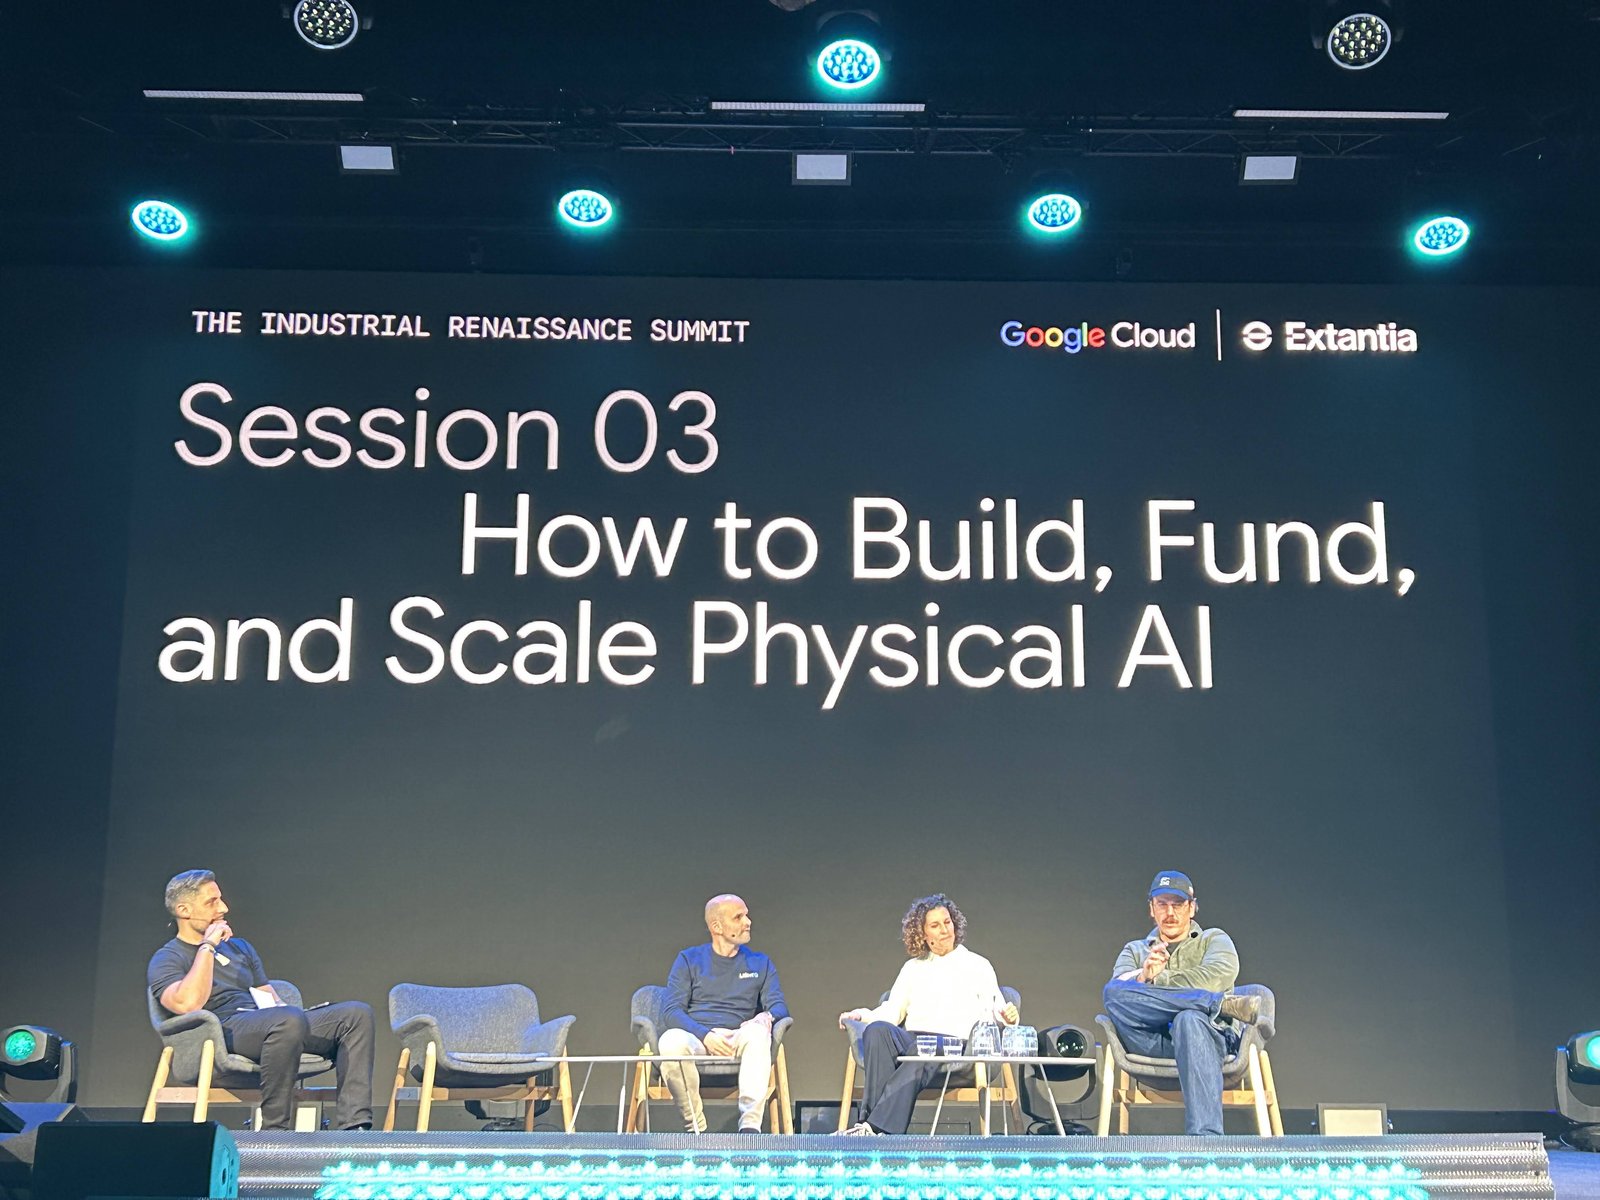 THE INDUSTRIAL RENAISSANCE SUMMIT
Google Cloud | Extantia
Session 03
How to Build, Fund,
and Scale Physical AI